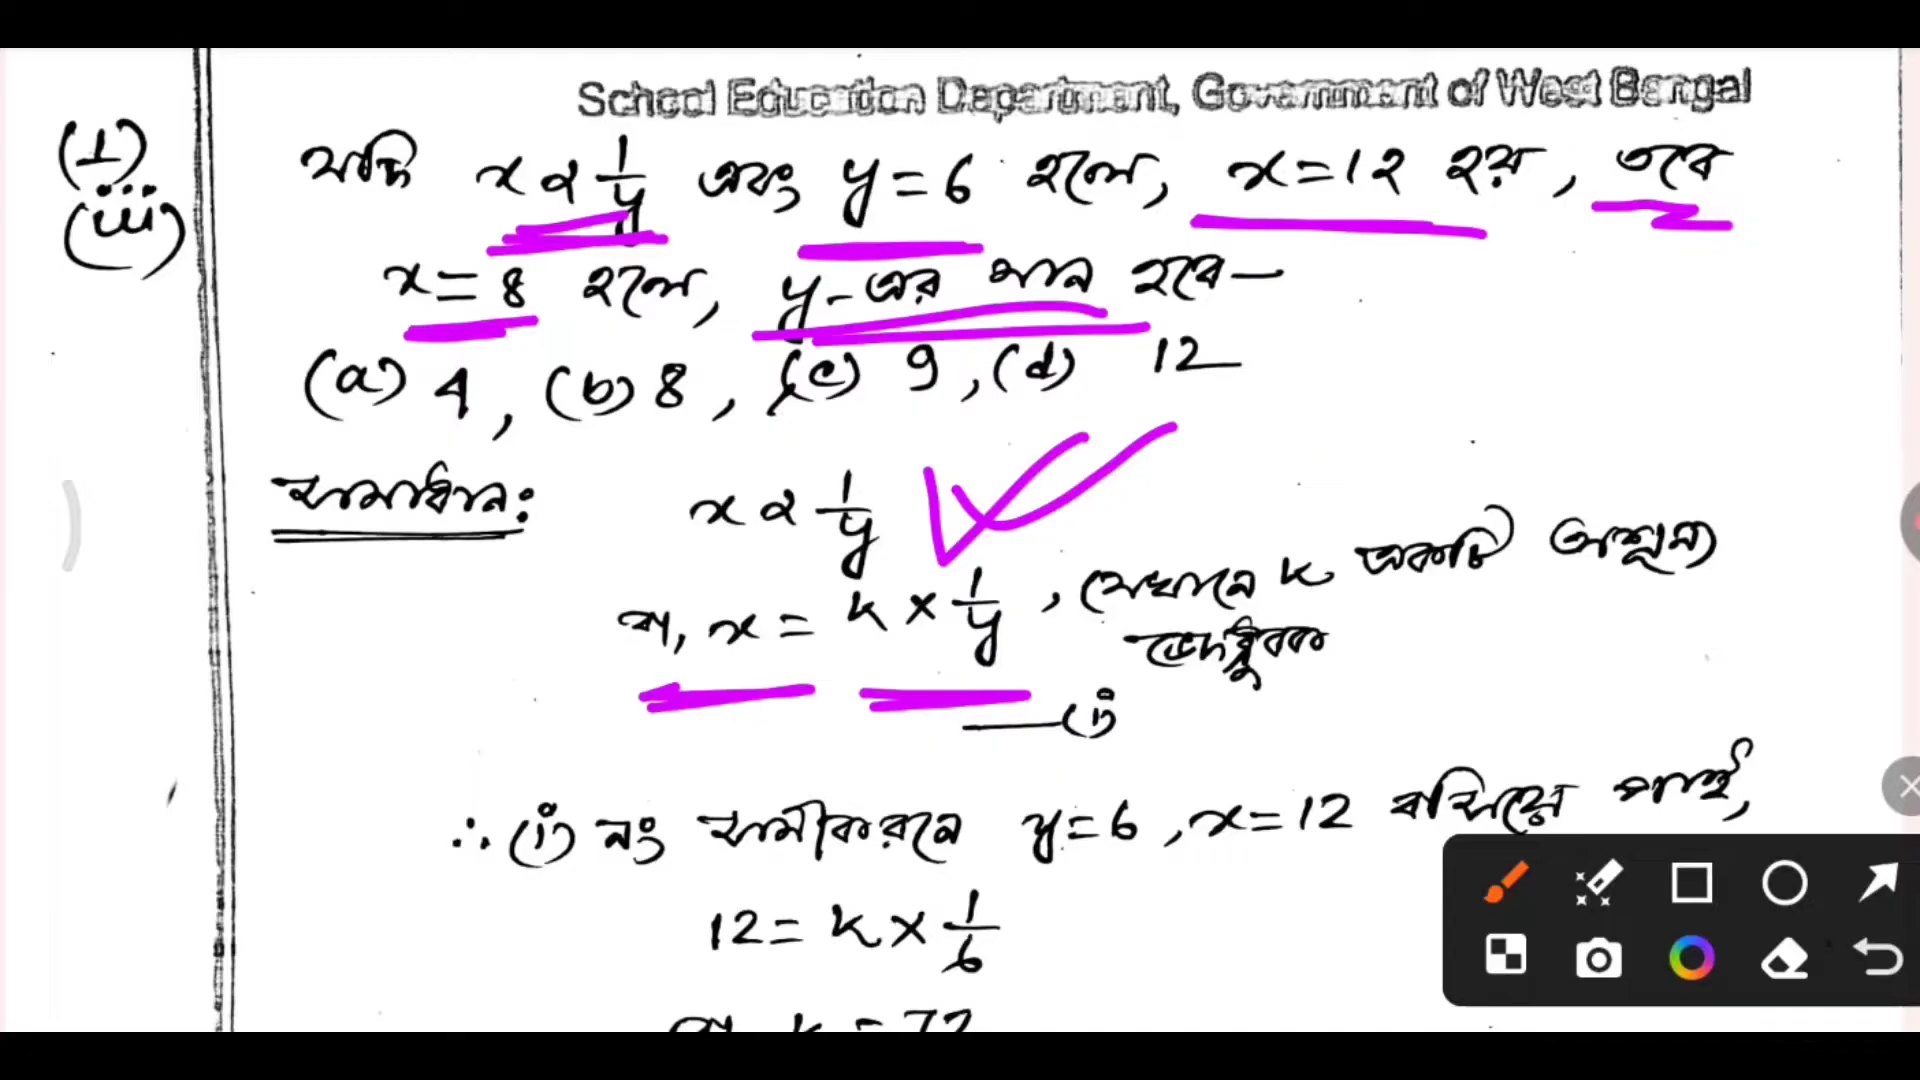 School Education Department, Government of West Bengal
(1) যদি x ∝ 1/y এবং y = 6 হলে, x = 12 হয়, তবে
(iii) x = 8 হলে, y-এর মান হবে—
(a) 4, (b) 8, (c) 9, (d) 12
সমাধান: x ∝ 1/y
বা, x = k × 1/y, যেখানে k একটি অশূন্য
ভেদধ্রুবক
—(i)
∴ (i) নং সমীকরনে y = 6, x = 12 বসিয়ে পাই,
12 = k × 1/6
বা, k = 72